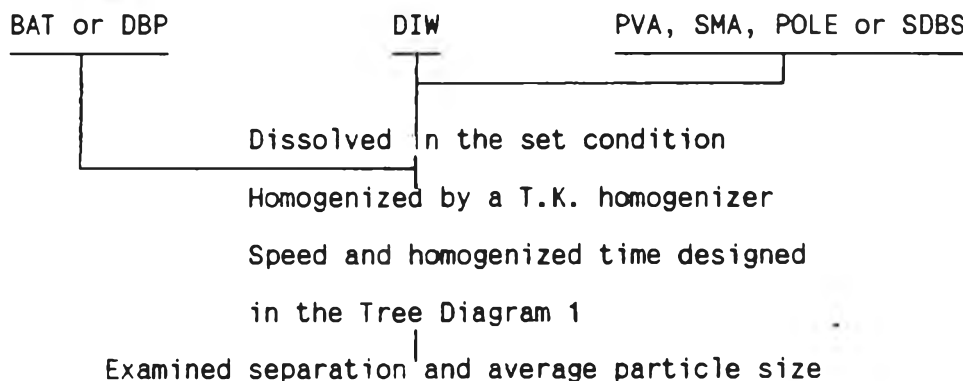 BAT or DBP DIW PVA, SMA, POLE or SDBS
Dissolved in the set condition
Homogenized by a T.K. homogenizer
Speed and homogenized time designed
in the Tree Diagram 1
Examined separation and average particle size